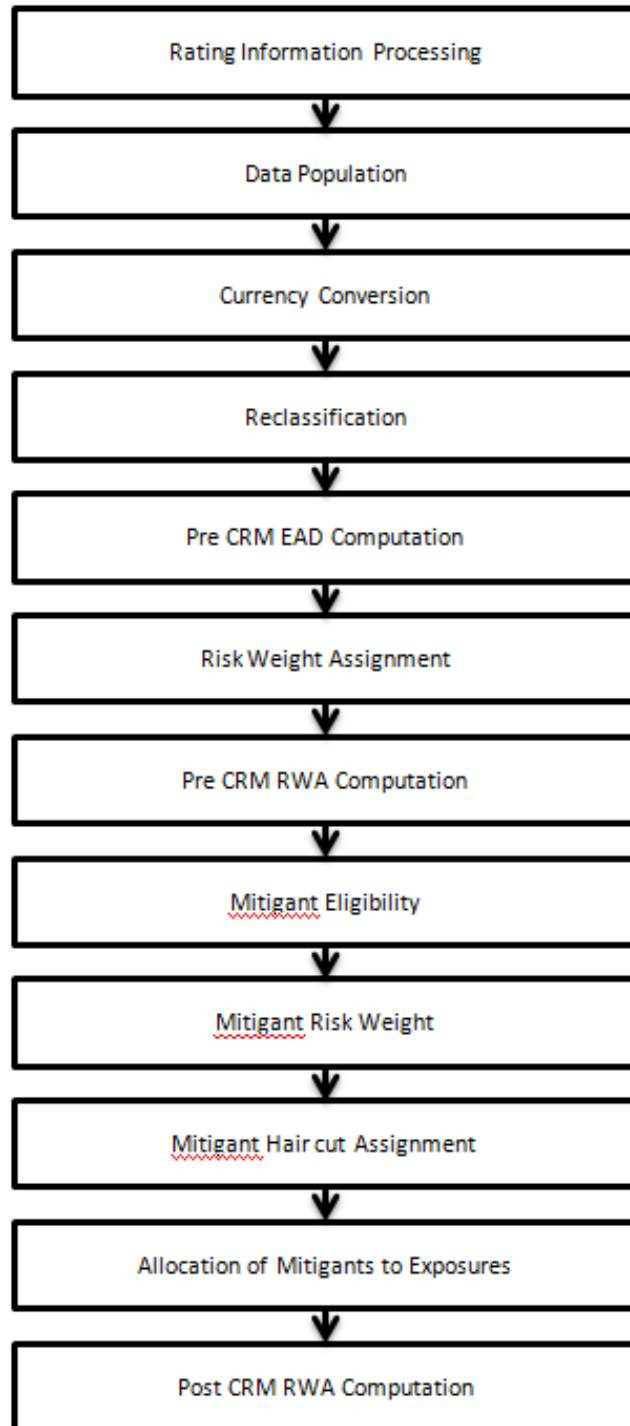 Rating Information Processing
Data Population
Currency Conversion
Reclassification
Pre CRM EAD Computation
Risk Weight Assignment
Pre CRM RWA Computation
Mitigant Eligibility
Mitigant Risk Weight
Mitigant Hair cut Assignment
Allocation of Mitigants to Exposures
Post CRM RWA Computation